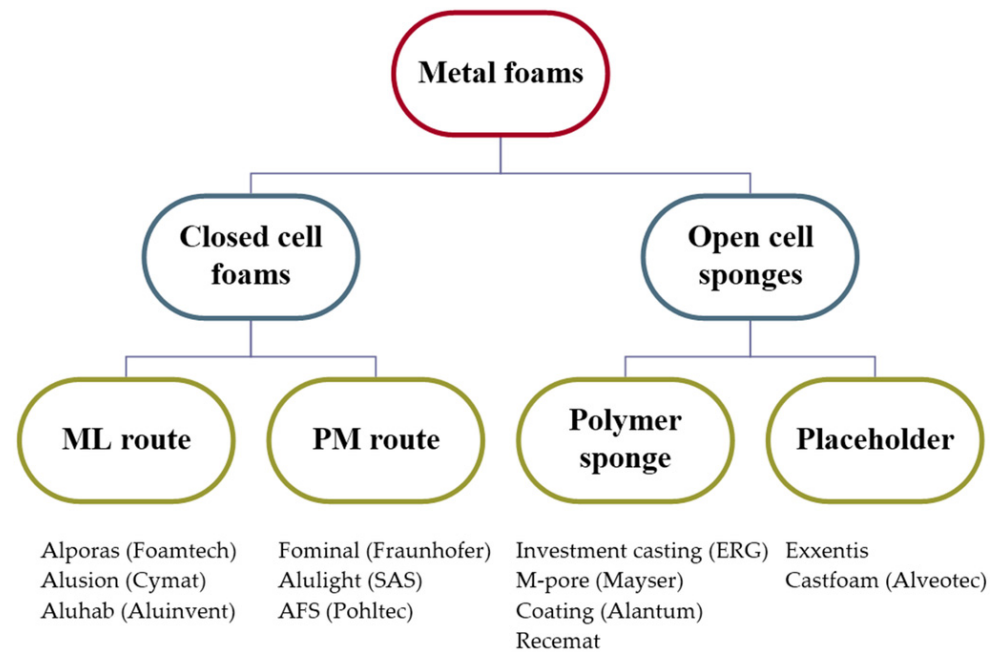 Metal foams
Closed cell
foams
Open cell
sponges
ML route
PM route
Polymer
sponge
Placeholder
Alporas (Foamtech)
Alusion (Cymat)
Aluhab (Aluinvent)
Fominal (Fraunhofer)
Alulight (SAS)
AFS (Pohltec)
Investment casting (ERG)
M-pore (Mayser)
Coating (Alantum)
Recemat
Exxentis
Castfoam (Alveotec)